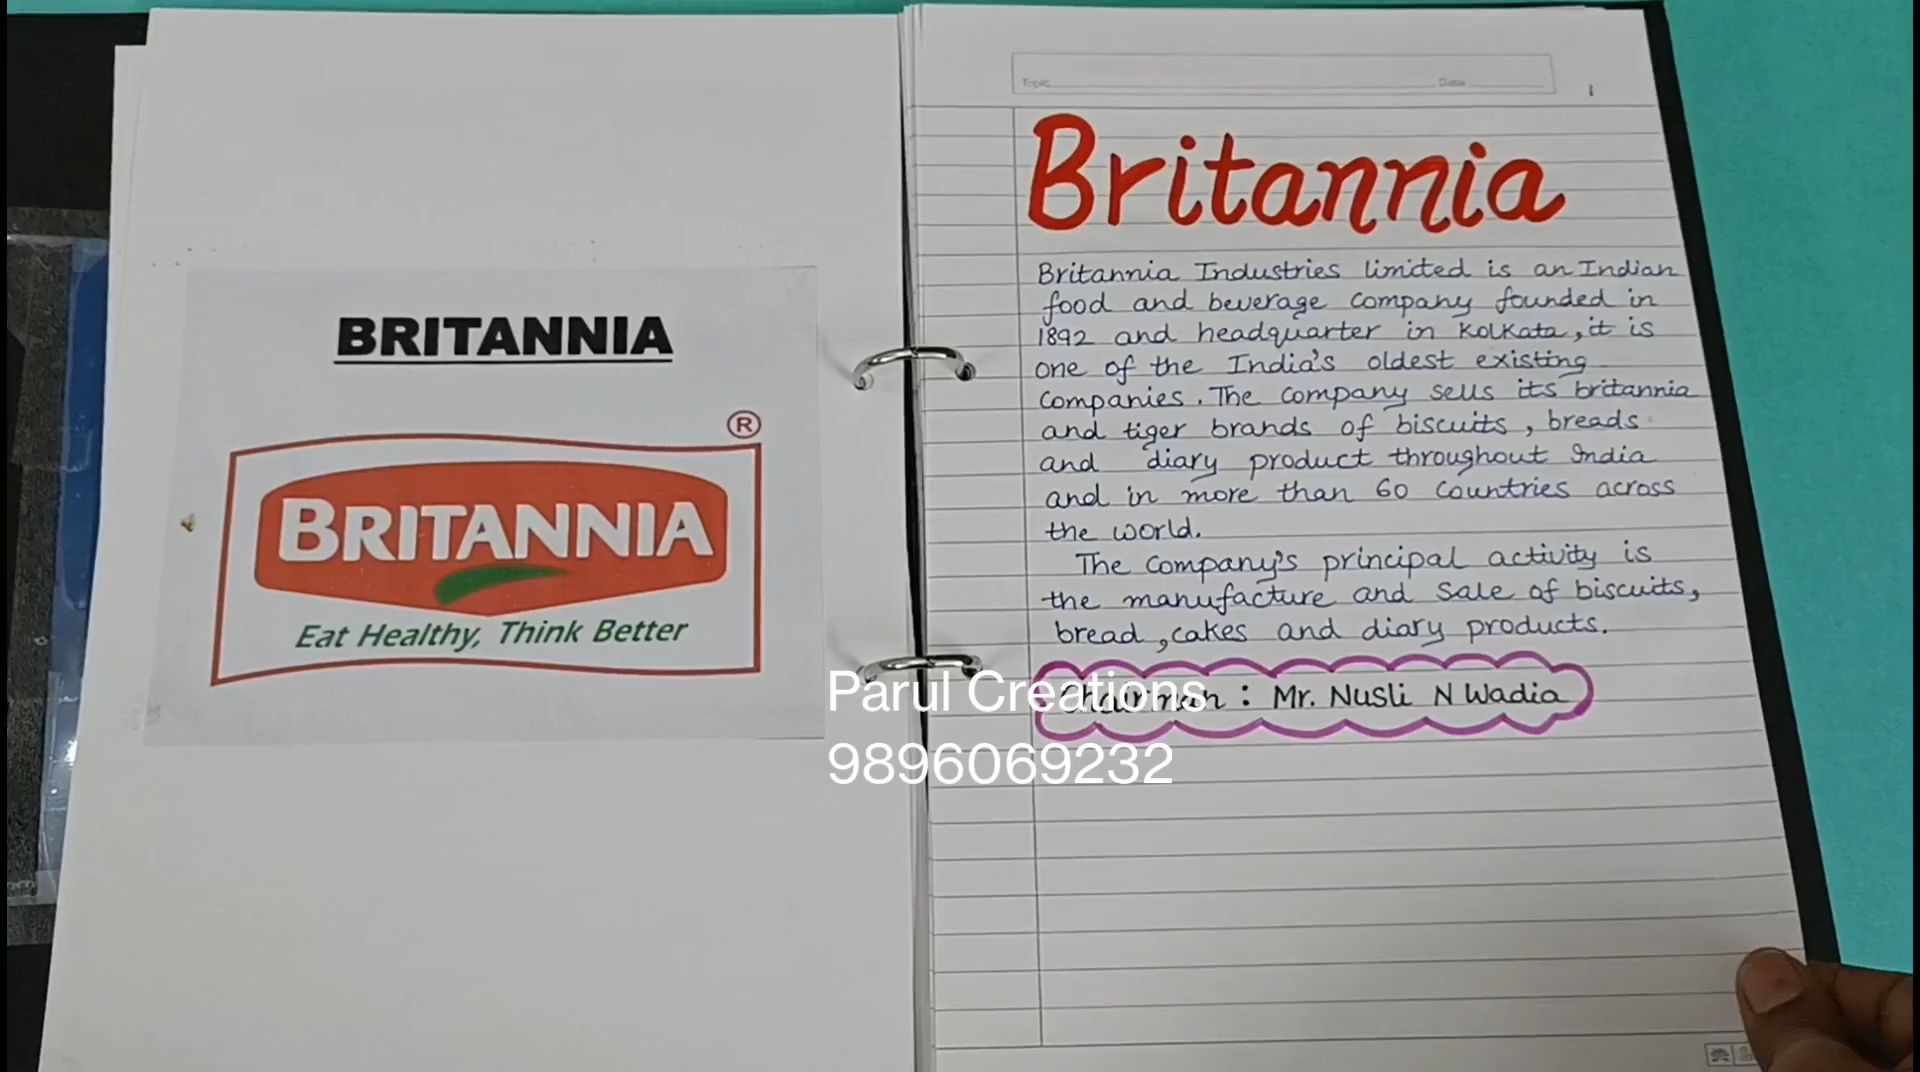 BRITANNIA
®
BRITANNIA
Eat Healthy, Think Better
Topic
Date
1
Britannia
Britannia Industries limited is an Indian
food and beverage company founded in
1892 and headquarter in Kolkata, it is
one of the India's oldest existing
companies. The company sells its britannia
and tiger brands of biscuits, breads
and diary product throughout India
and in more than 60 countries across
the world.
The company's principal activity is
the manufacture and sale of biscuits,
bread, cakes and diary products.
Chairman : Mr. Nusli N Wadia
Parul Creations
9896069232